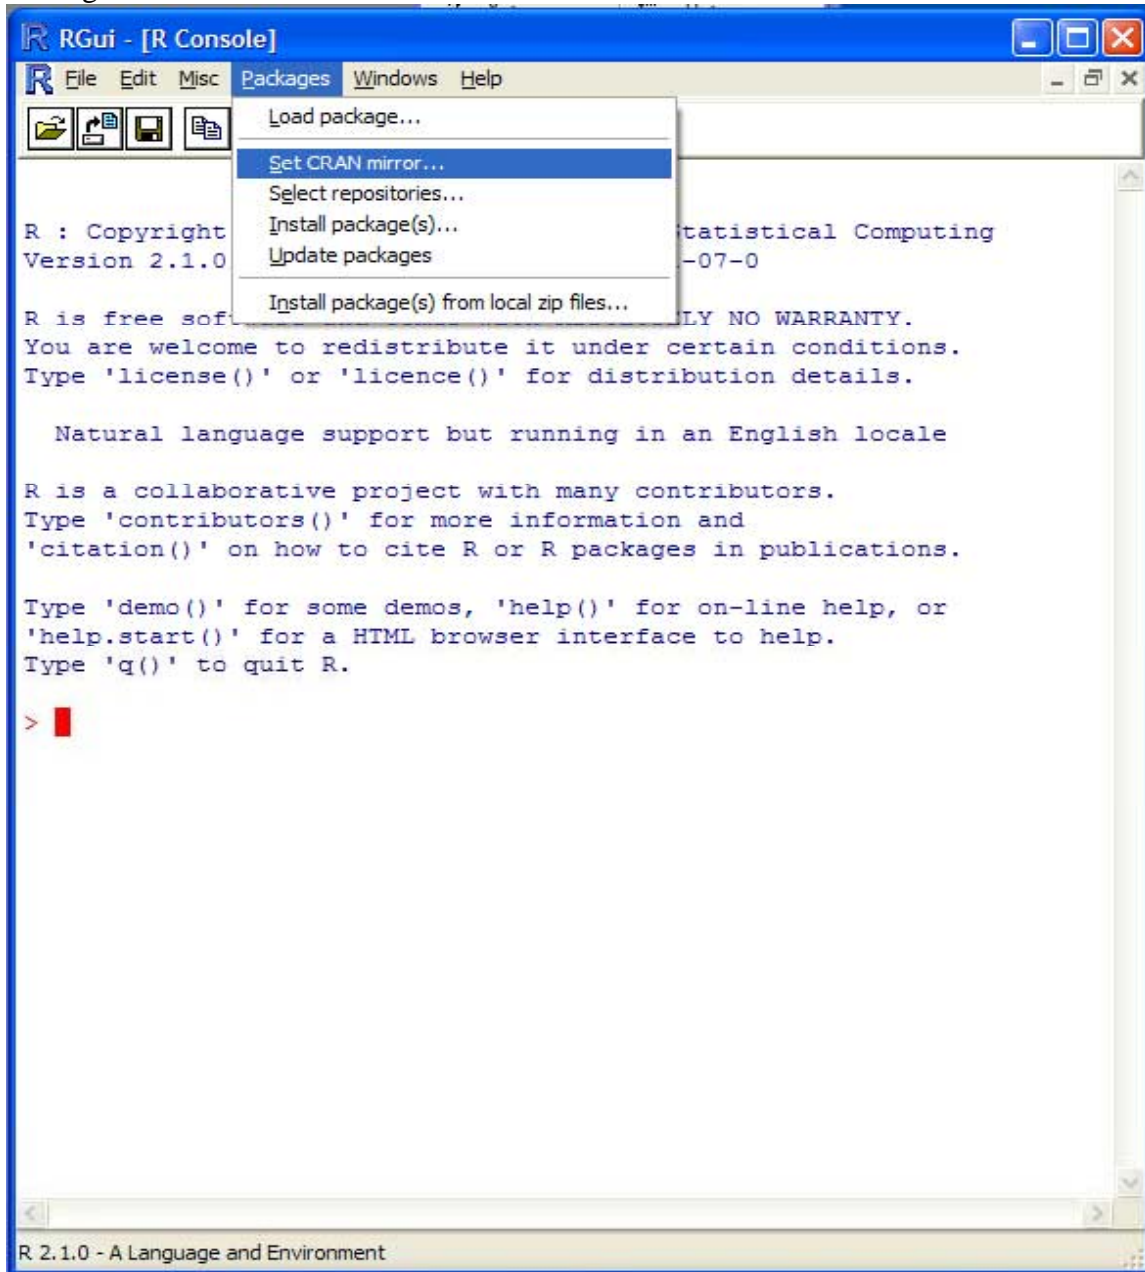 RGui - [R Console]
File Edit Misc Packages Windows Help
Load package...
Set CRAN mirror...
Select repositories...
Install package(s)...
Update packages
Install package(s) from local zip files...
R : Copyright tatistical Computing
Version 2.1.0 -07-0
R is free sof LY NO WARRANTY.
You are welcome to redistribute it under certain conditions.
Type 'license()' or 'licence()' for distribution details.
Natural language support but running in an English locale
R is a collaborative project with many contributors.
Type 'contributors()' for more information and
'citation()' on how to cite R or R packages in publications.
Type 'demo()' for some demos, 'help()' for on-line help, or
'help.start()' for a HTML browser interface to help.
Type 'q()' to quit R.
>
R 2.1.0 - A Language and Environment